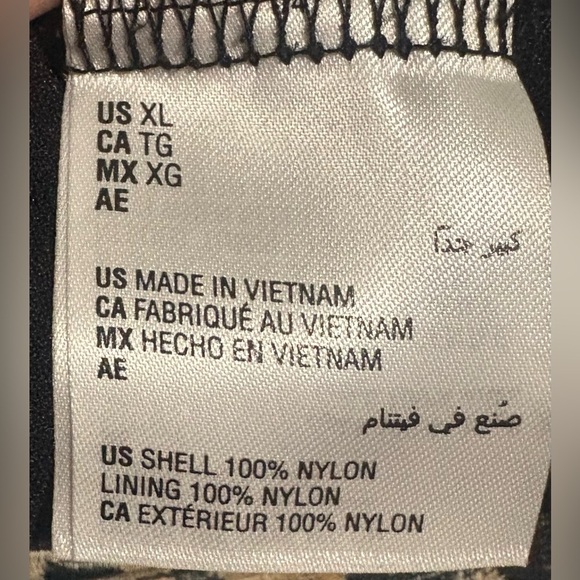 US XL
CA TG
MX XG
AE
كبير جداً
US MADE IN VIETNAM
CA FABRIQUÉ AU VIETNAM
MX HECHO EN VIETNAM
AE
صُنع في فيتنام
US SHELL 100% NYLON
LINING 100% NYLON
CA EXTÉRIEUR 100% NYLON